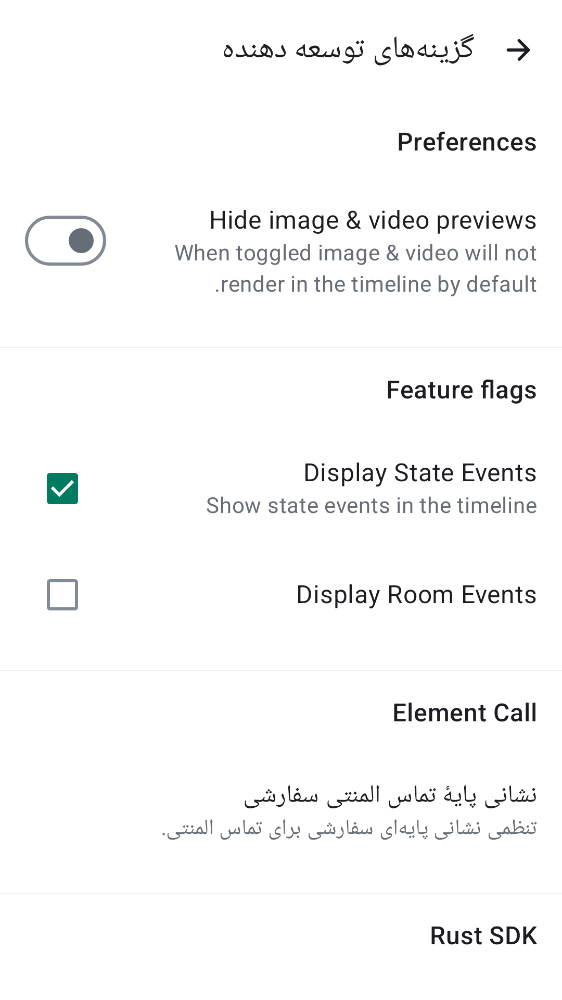 گزینه‌های توسعه دهنده
Preferences
Hide image & video previews
When toggled image & video will not
render in the timeline by default.
Feature flags
Display State Events
Show state events in the timeline
Display Room Events
Element Call
نشانی پایهٔ تماس المنتی سفارشی
تنظمی نشانی پایه‌ای سفارشی برای تماس المنتی.
Rust SDK